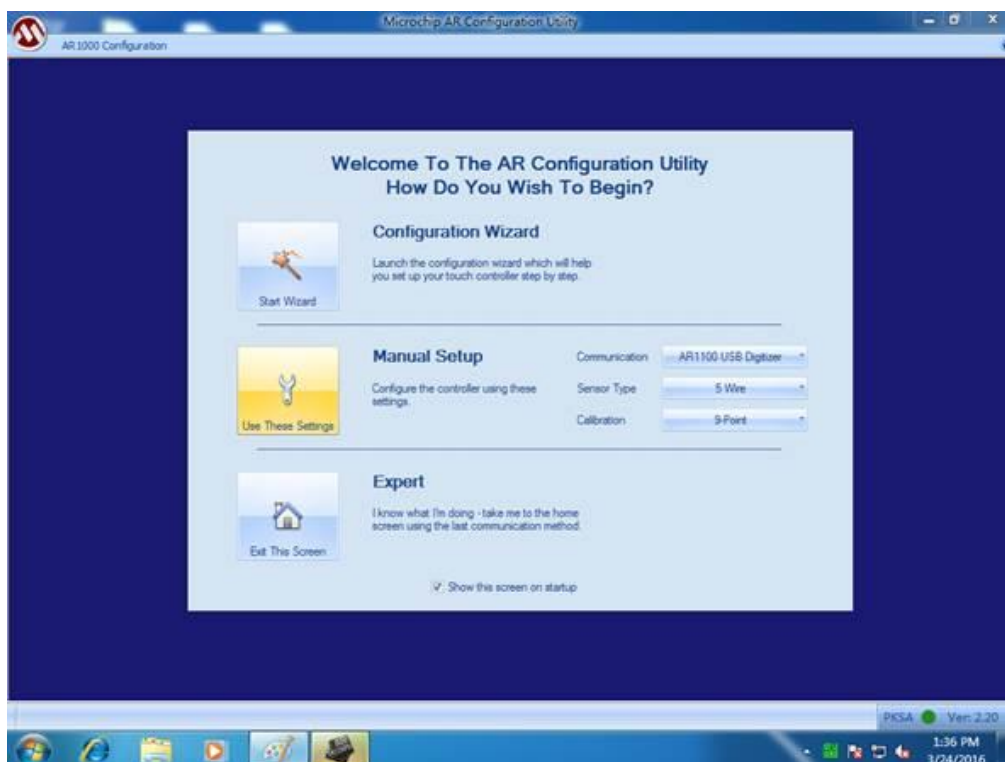 Microchip AR Configuration Utility
AR1000 Configuration
Welcome To The AR Configuration Utility
How Do You Wish To Begin?
Configuration Wizard
Launch the configuration wizard which will help
you set up your touch controller step by step.
Start Wizard
Manual Setup
Configure the controller using these
settings.
Use These Settings
Communication
AR1100 USB Digitizer
Sensor Type
5 Wire
Calibration
9-Point
Expert
I know what I'm doing - take me to the home
screen using the last communication method.
Exit This Screen
Show this screen on startup
PKSA
Ver: 2.20
1:36 PM
3/24/2016